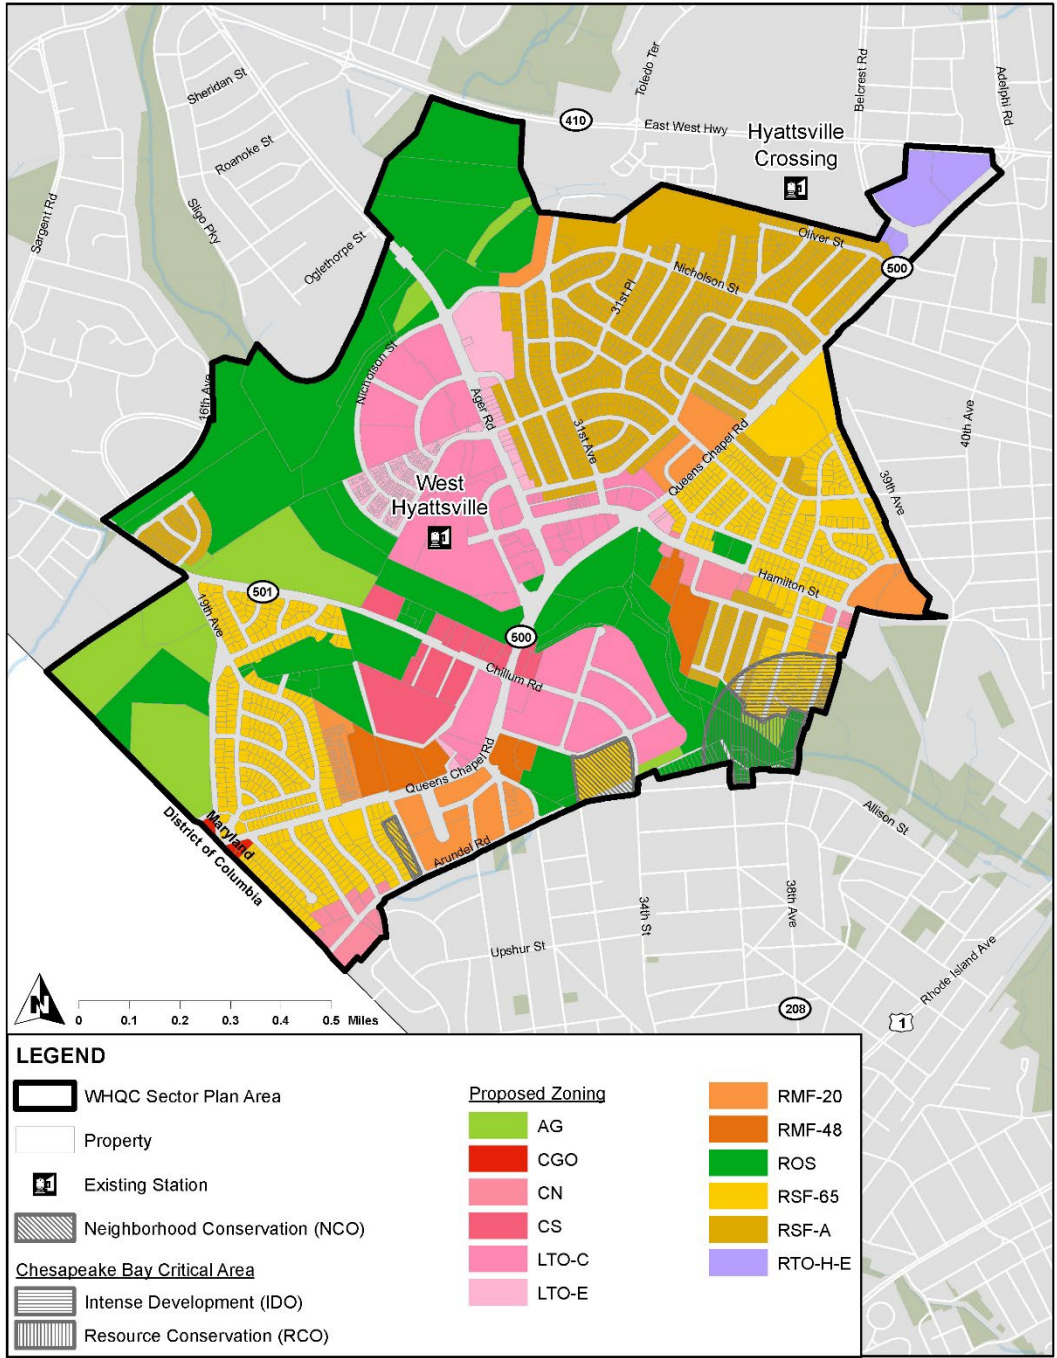 Sheridan St
Toledo Ter
Belcrest Rd
Adelphi Rd
410
East West Hwy
Hyattsville
Crossing
Roanoke St
Sargent Rd
Sligo Pky
Oglethorpe St
Oliver St
500
Nicholson St
31st Pl
Nicholson St
16th Ave
Ager Rd
40th Ave
31st Ave
Queens Chapel Rd
39th Ave
West
Hyattsville
Hamilton St
501
19th Ave
500
Chillum Rd
Queens Chapel Rd
Maryland
District of Columbia
Arundel Rd
Allison St
34th St
38th Ave
Upshur St
Rhode Island Ave
N
0 0.1 0.2 0.3 0.4 0.5 Miles
208
1
LEGEND
WHQC Sector Plan Area
Property
Existing Station
Neighborhood Conservation (NCO)
Chesapeake Bay Critical Area
Intense Development (IDO)
Resource Conservation (RCO)
Proposed Zoning
AG
CGO
CN
CS
LTO-C
LTO-E
RMF-20
RMF-48
ROS
RSF-65
RSF-A
RTO-H-E